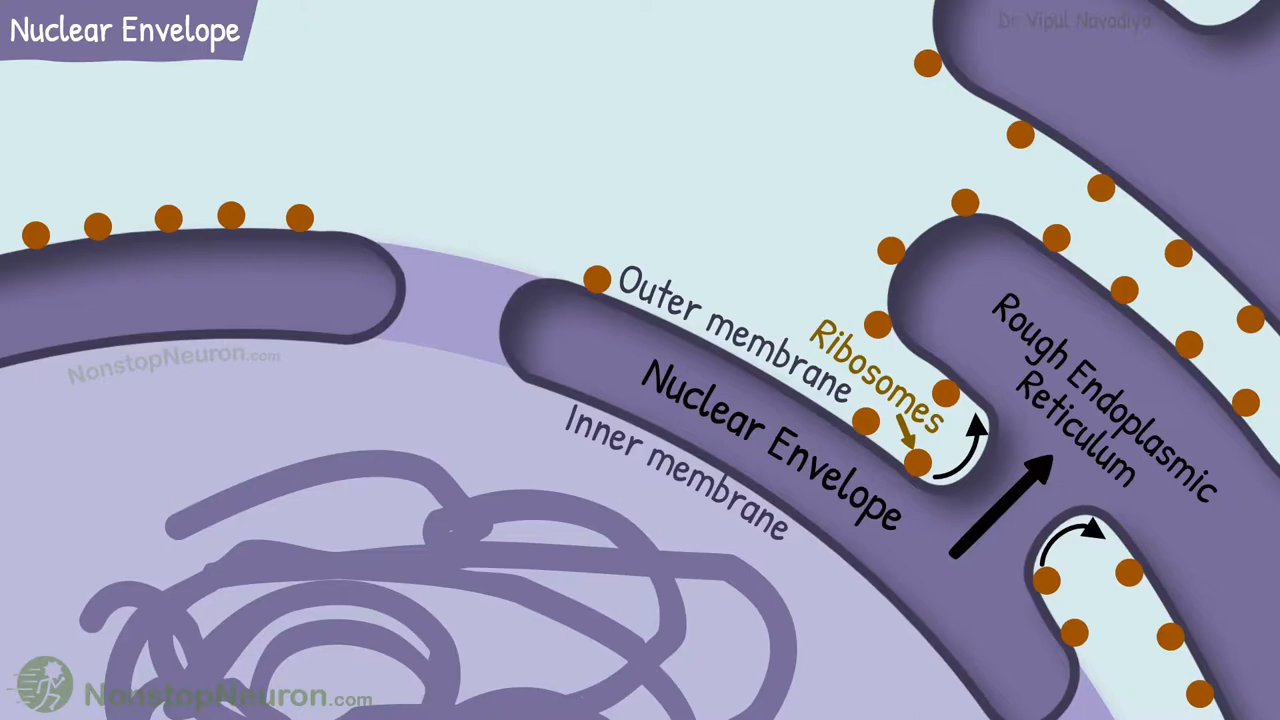 Nuclear Envelope
Dr. Vipul Navadiya
Outer membrane
Ribosomes
Rough Endoplasmic
Reticulum
Nuclear Envelope
Inner membrane
NonstopNeuron.com
NonstopNeuron.com